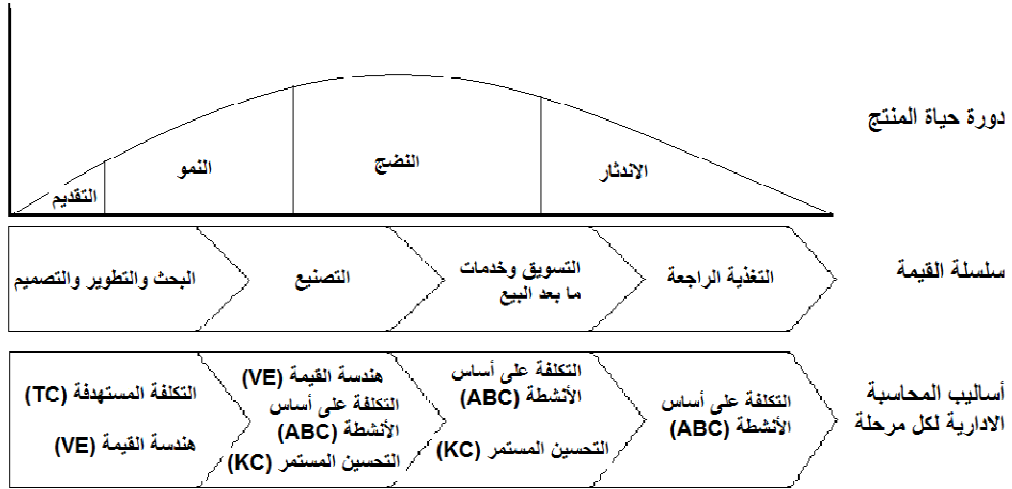 دورة حياة المنتج
التقديم
النمو
النضج
الاندثار
سلسلة القيمة
البحث والتطوير والتصميم
التصنيع
التسويق وخدمات
ما بعد البيع
التغذية الراجعة
أساليب المحاسبة
الادارية لكل مرحلة
التكلفة المستهدفة (TC)
هندسة القيمة (VE)
هندسة القيمة (VE)
التكلفة على أساس
الأنشطة (ABC)
التحسين المستمر (KC)
التكلفة على أساس
الأنشطة (ABC)
التحسين المستمر (KC)
التكلفة على أساس
الأنشطة (ABC)